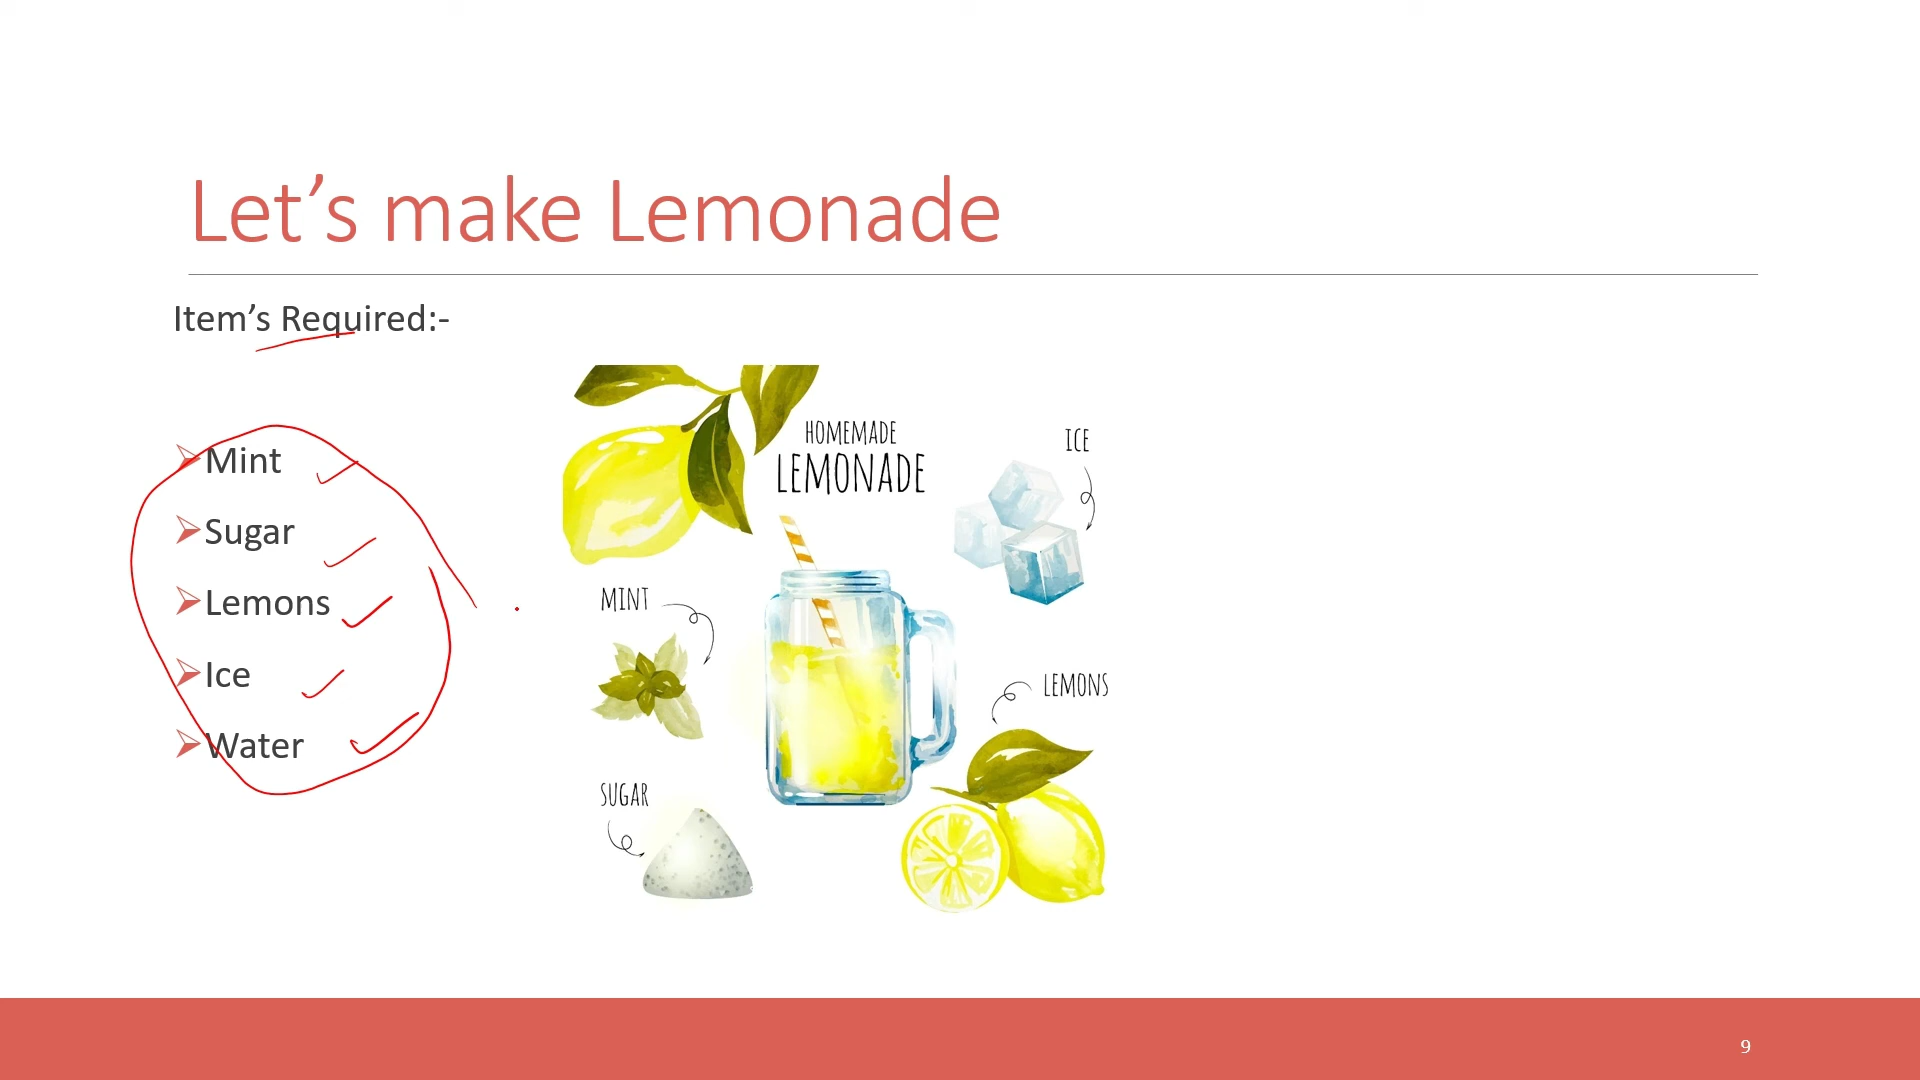 Let’s make Lemonade
Item’s Required:-
Mint
Sugar
Lemons
Ice
Water
HOMEMADE
LEMONADE
ICE
MINT
LEMONS
SUGAR
9